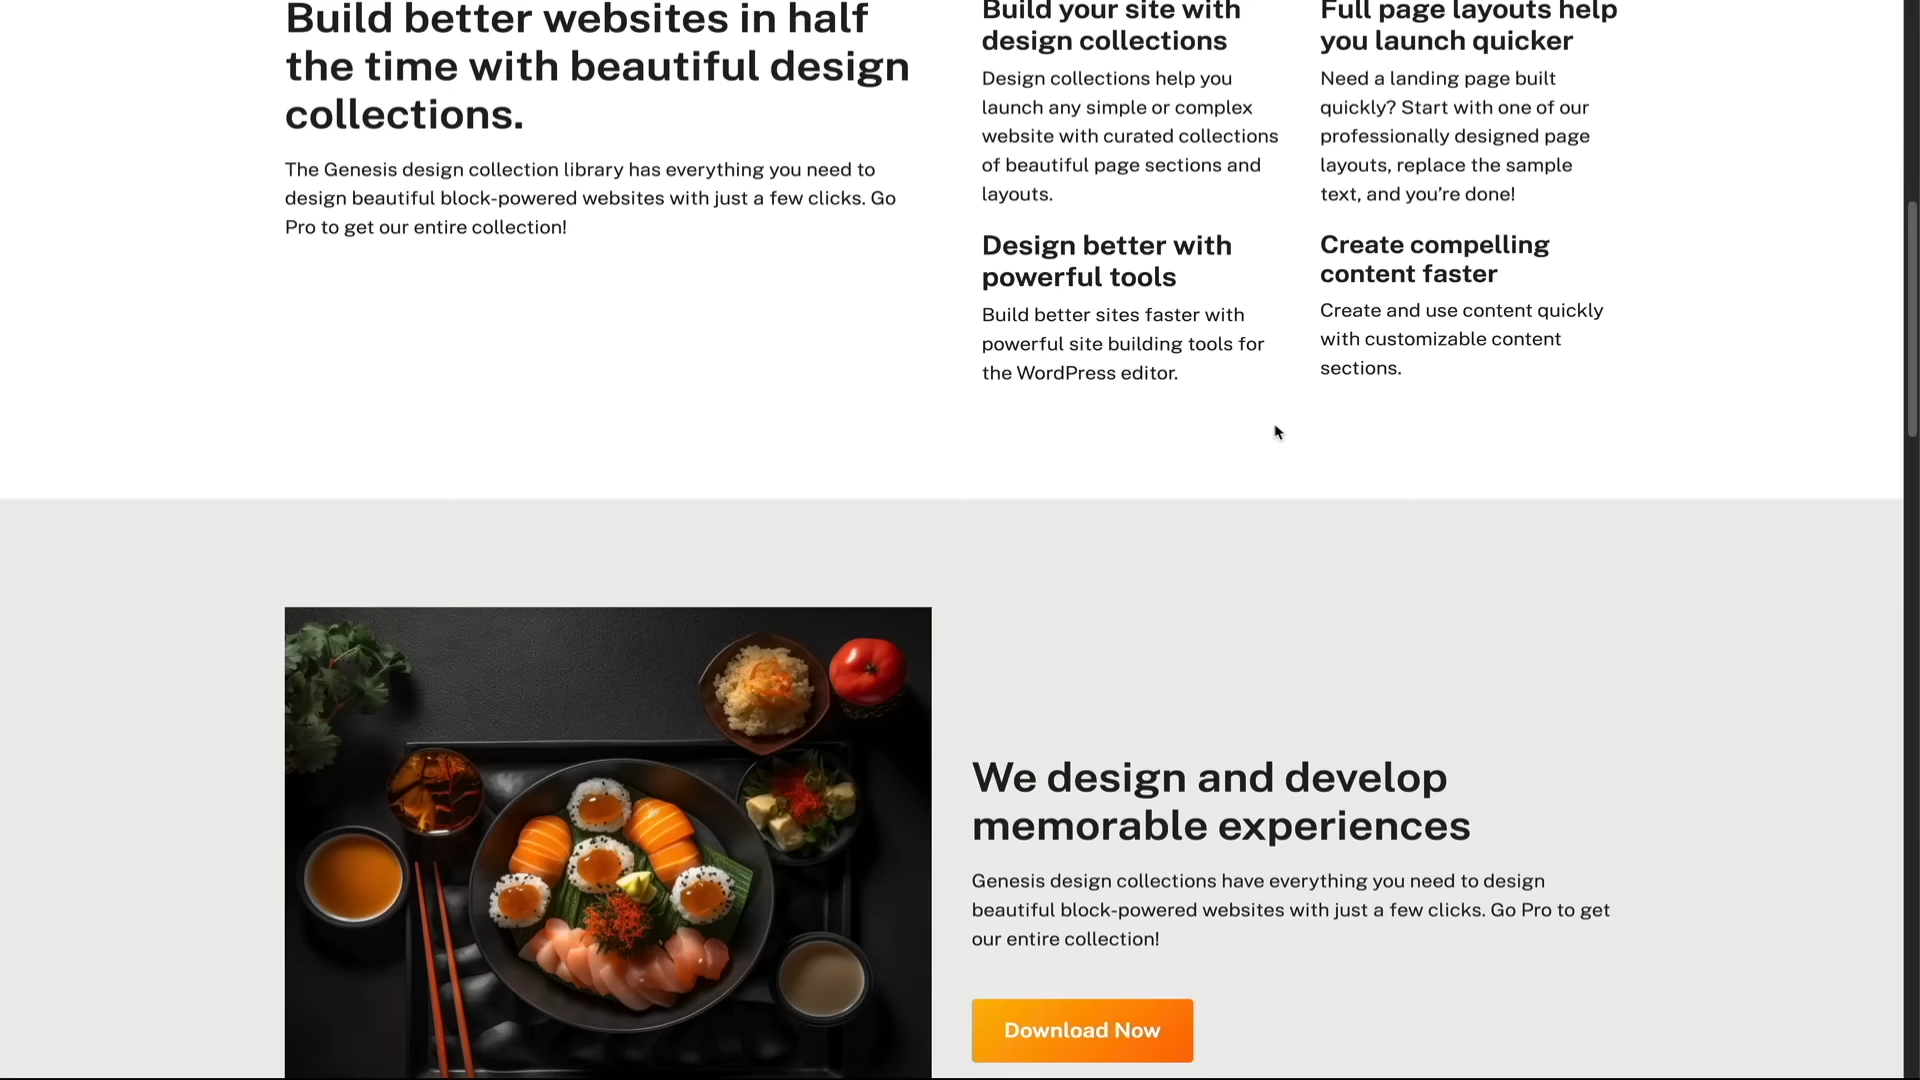 Build better websites in half
the time with beautiful design
collections.
The Genesis design collection library has everything you need to
design beautiful block-powered websites with just a few clicks. Go
Pro to get our entire collection!
Build your site with
design collections
Design collections help you
launch any simple or complex
website with curated collections
of beautiful page sections and
layouts.
Full page layouts help
you launch quicker
Need a landing page built
quickly? Start with one of our
professionally designed page
layouts, replace the sample
text, and you’re done!
Design better with
powerful tools
Build better sites faster with
powerful site building tools for
the WordPress editor.
Create compelling
content faster
Create and use content quickly
with customizable content
sections.
We design and develop
memorable experiences
Genesis design collections have everything you need to design
beautiful block-powered websites with just a few clicks. Go Pro to get
our entire collection!
Download Now